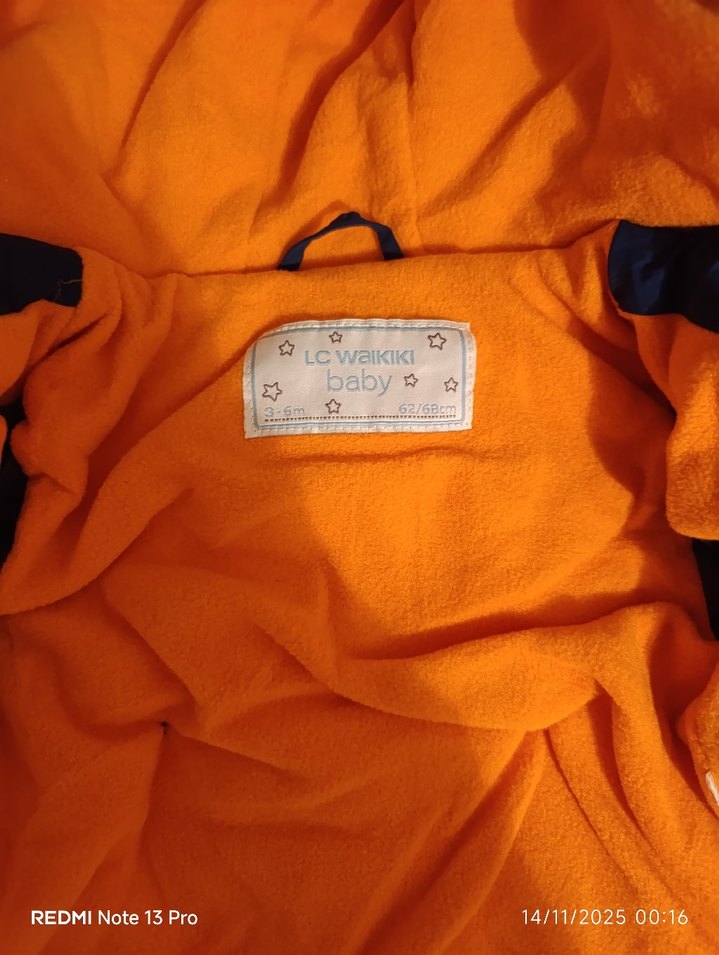 LC WaiKiKi
baby
3-6m 62/68cm
REDMI Note 13 Pro 14/11/2025 00:16